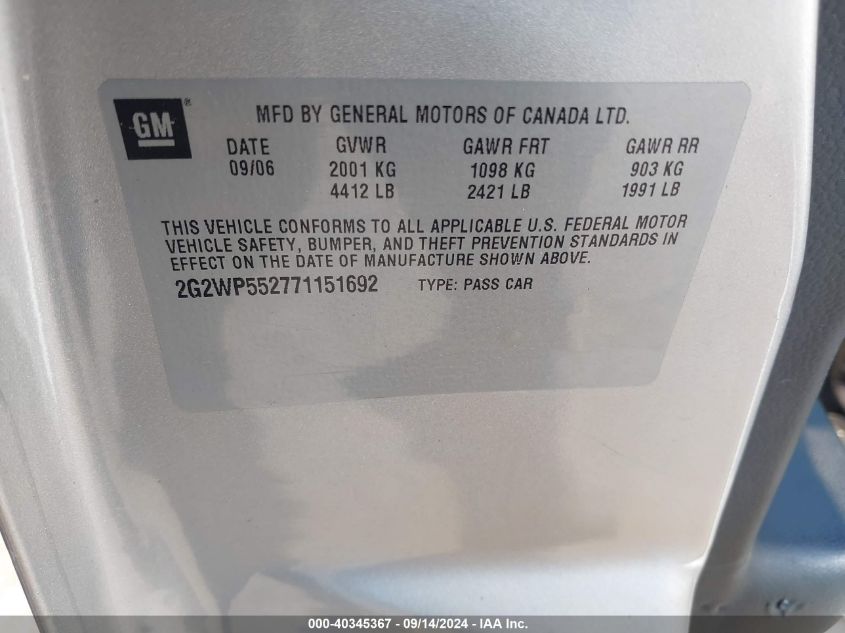 GM®
MFD BY GENERAL MOTORS OF CANADA LTD.
DATE GVWR GAWR FRT GAWR RR
09/06 2001 KG 1098 KG 903 KG
4412 LB 2421 LB 1991 LB
THIS VEHICLE CONFORMS TO ALL APPLICABLE U.S. FEDERAL MOTOR
VEHICLE SAFETY, BUMPER, AND THEFT PREVENTION STANDARDS IN
EFFECT ON THE DATE OF MANUFACTURE SHOWN ABOVE.
2G2WP552771151692 TYPE: PASS CAR
000-40345367 - 09/14/2024 - IAA Inc.